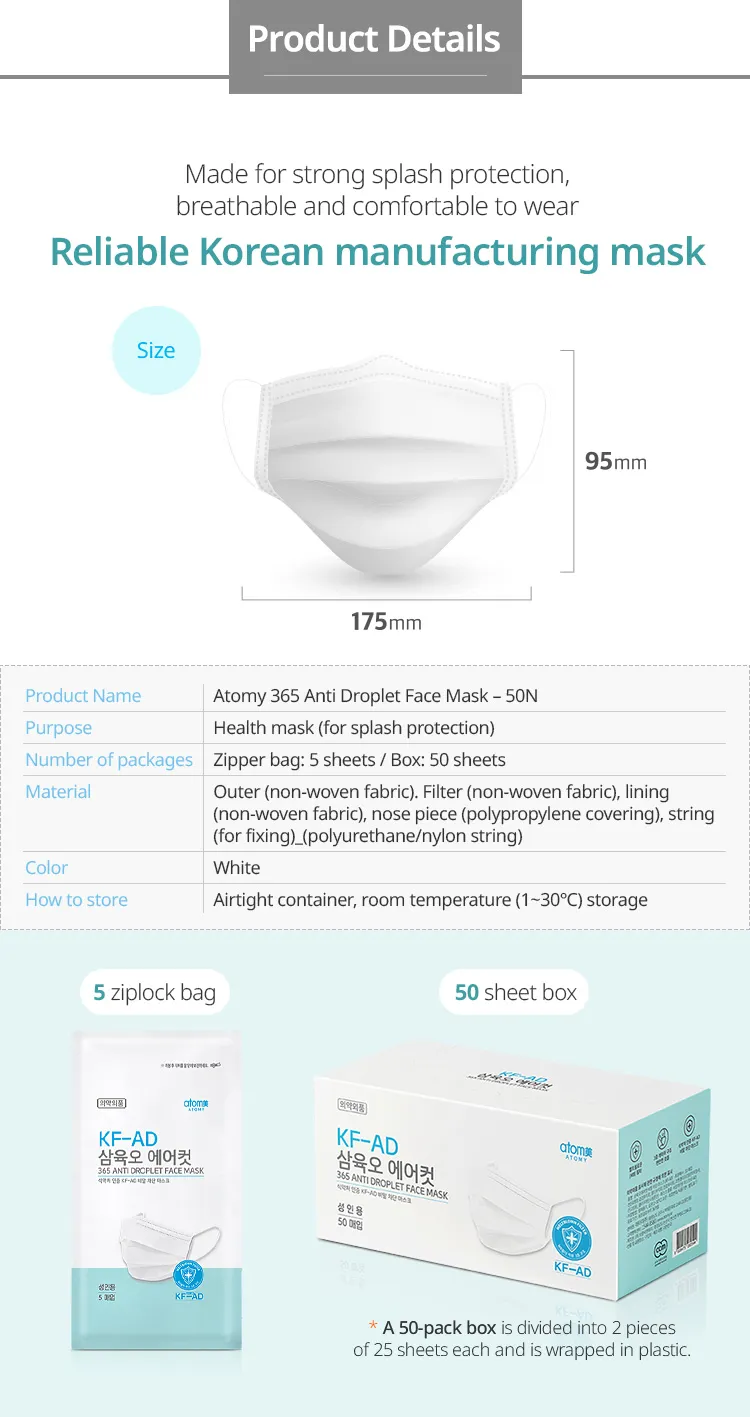 Product Details
Made for strong splash protection,
breathable and comfortable to wear
Reliable Korean manufacturing mask
Size
95mm
175mm
Product Name Atomy 365 Anti Droplet Face Mask – 50N
Purpose Health mask (for splash protection)
Number of packages Zipper bag: 5 sheets / Box: 50 sheets
Material Outer (non-woven fabric). Filter (non-woven fabric), lining
(non-woven fabric), nose piece (polypropylene covering), string
(for fixing)_(polyurethane/nylon string)
Color White
How to store Airtight container, room temperature (1~30℃) storage
5 ziplock bag
50 sheet box
의약외품
atom美
ATOMY
KF-AD
삼육오 에어컷
365 ANTI DROPLET FACE MASK
식약처 인증 KF-AD 비말 차단 마스크
성인용
5 매입
KF-AD
KF-AD
삼육오 에어컷
의약외품
KF-AD
삼육오 에어컷
365 ANTI DROPLET FACE MASK
식약처 인증 KF-AD 비말 차단 마스크
성인용
50 매입
atom美
ATOMY
KF-AD
* A 50-pack box is divided into 2 pieces
of 25 sheets each and is wrapped in plastic.